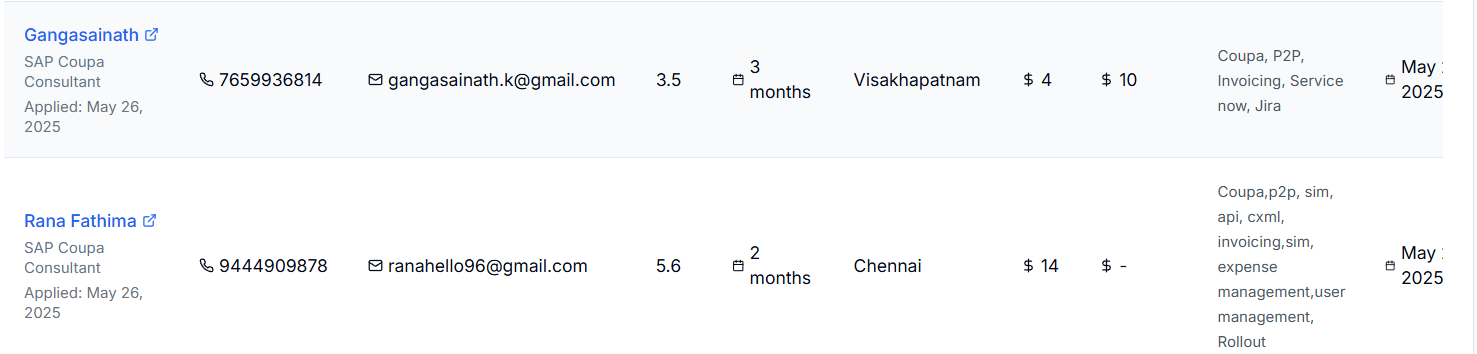 Gangasainath
SAP Coupa
Consultant
Applied: May 26,
2025
7659936814
gangasainath.k@gmail.com
3.5
3
months
Visakhapatnam
$ 4
$ 10
Coupa, P2P,
Invoicing, Service
now, Jira
May
2025
Rana Fathima
SAP Coupa
Consultant
Applied: May 26,
2025
9444909878
ranahello96@gmail.com
5.6
2
months
Chennai
$ 14
$ -
Coupa,p2p, sim,
api, cxml,
invoicing,sim,
expense
management,user
management,
Rollout
May
2025